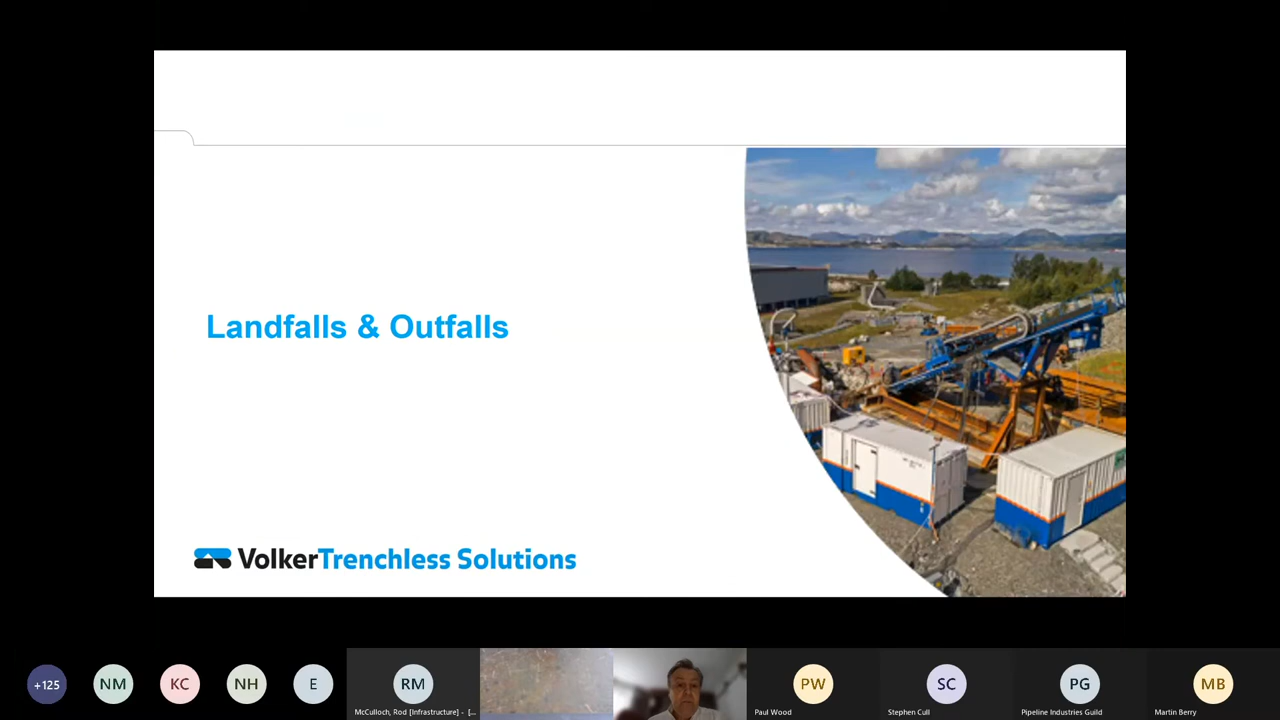 Landfalls & Outfalls
VolkerTrenchless Solutions
+125
NM
KC
NH
E
RM
McCulloch, Rod [Infrastructure] - [...
PW
Paul Wood
SC
Stephen Cull
PG
Pipeline Industries Guild
MB
Martin Berry